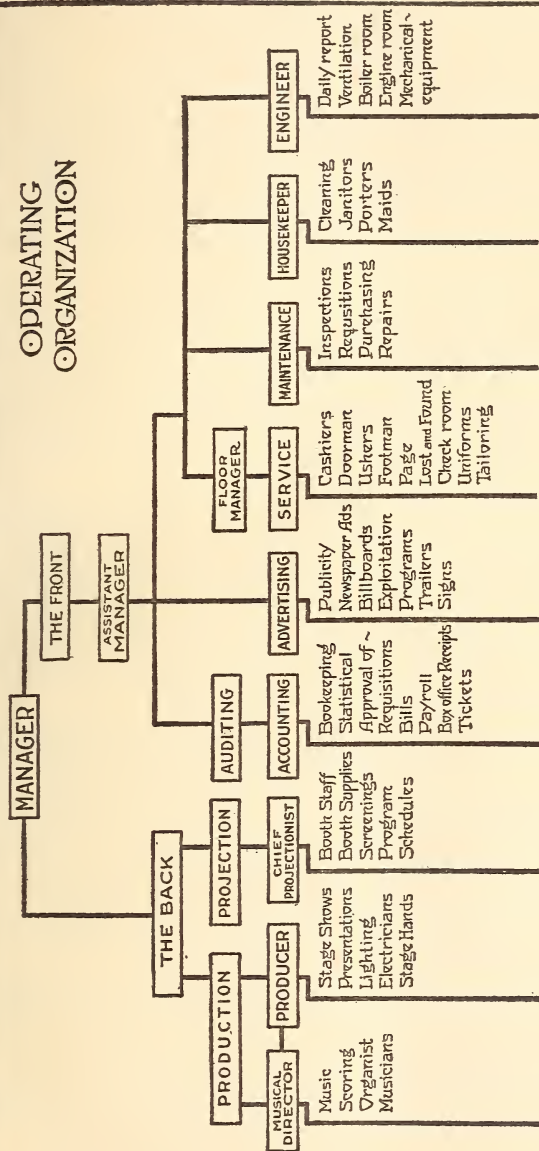 OPERATING
ORGANIZATION
MANAGER
THE FRONT
ASSISTANT
MANAGER
THE BACK
PRODUCTION
PROJECTION
AUDITING
FLOOR
MANAGER
MUSICAL
DIRECTOR
PRODUCER
CHIEF
PROJECTIONIST
ACCOUNTING
ADVERTISING
SERVICE
MAINTENANCE
HOUSEKEEPER
ENGINEER
Music
Scoring
Organist
Musicians
Stage Shows
Presentations
Lighting
Electricians
Stage Hands
Booth Staff
Booth Supplies
Screenings
Program
Schedules
Bookkeeping
Statistical
Approval of ~
Requisitions
Bills
Payroll
Box office Receipts
Tickets
Publicity
Newspaper Ads
Billboards
Exploitation
Programs
Trailers
Signs
Cashiers
Doorman
Ushers
Footman
Page
Lost and Found
Check room
Uniforms
Tailoring
Inspections
Requsitions
Purchasing
Repairs
Cleaning
Janitors
Porters
Maids
Daily report
Ventilation
Boiler room
Engine room
Mechanical~
equipment